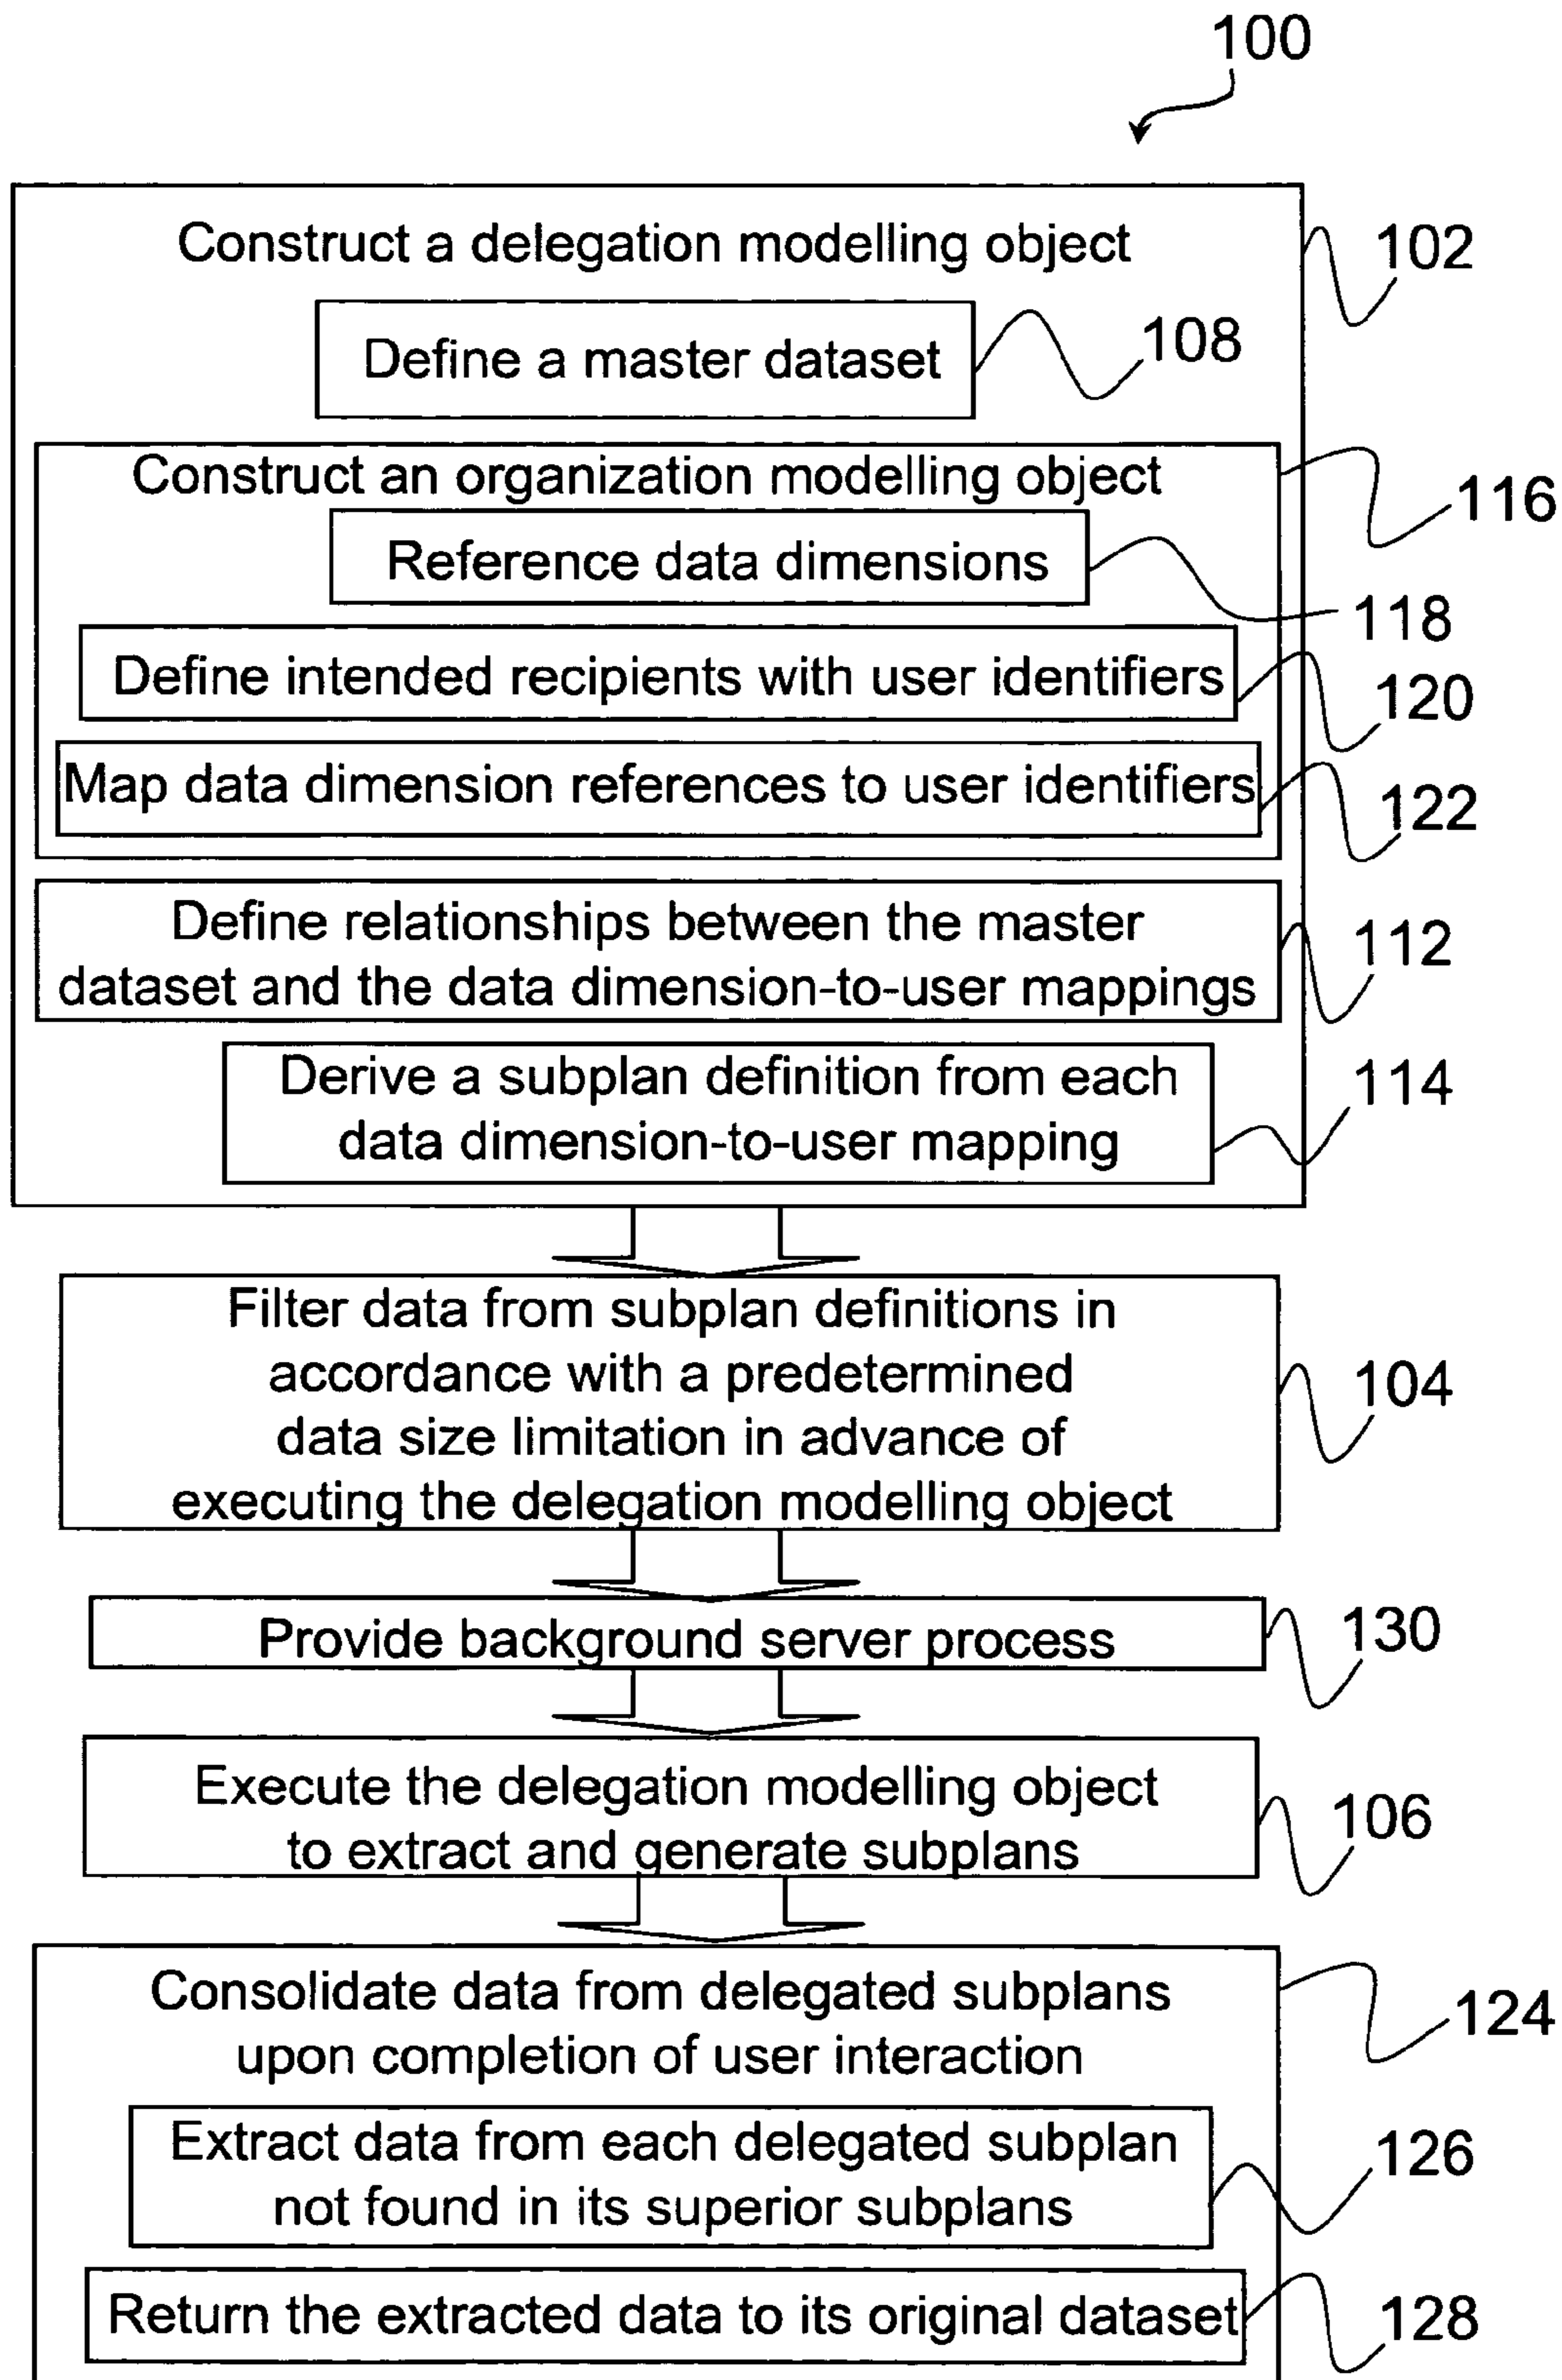 100
Construct a delegation modelling object
102
Define a master dataset
108
Construct an organization modelling object
116
Reference data dimensions
118
Define intended recipients with user identifiers
120
Map data dimension references to user identifiers
122
Define relationships between the master
dataset and the data dimension-to-user mappings
112
Derive a subplan definition from each
data dimension-to-user mapping
114
Filter data from subplan definitions in
accordance with a predetermined
data size limitation in advance of
executing the delegation modelling object
104
Provide background server process
130
Execute the delegation modelling object
to extract and generate subplans
106
Consolidate data from delegated subplans
upon completion of user interaction
124
Extract data from each delegated subplan
not found in its superior subplans
126
Return the extracted data to its original dataset
128